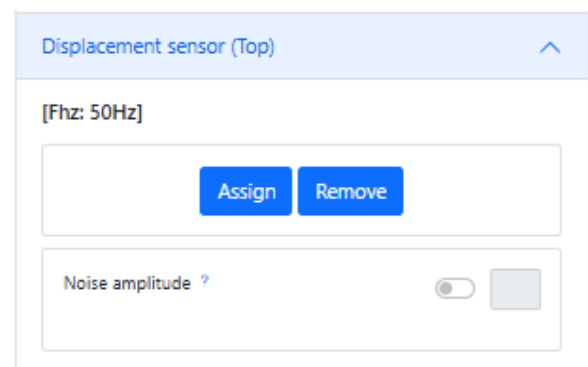 Displacement sensor (Top)
[Fhz: 50Hz]
Assign Remove
Noise amplitude ?